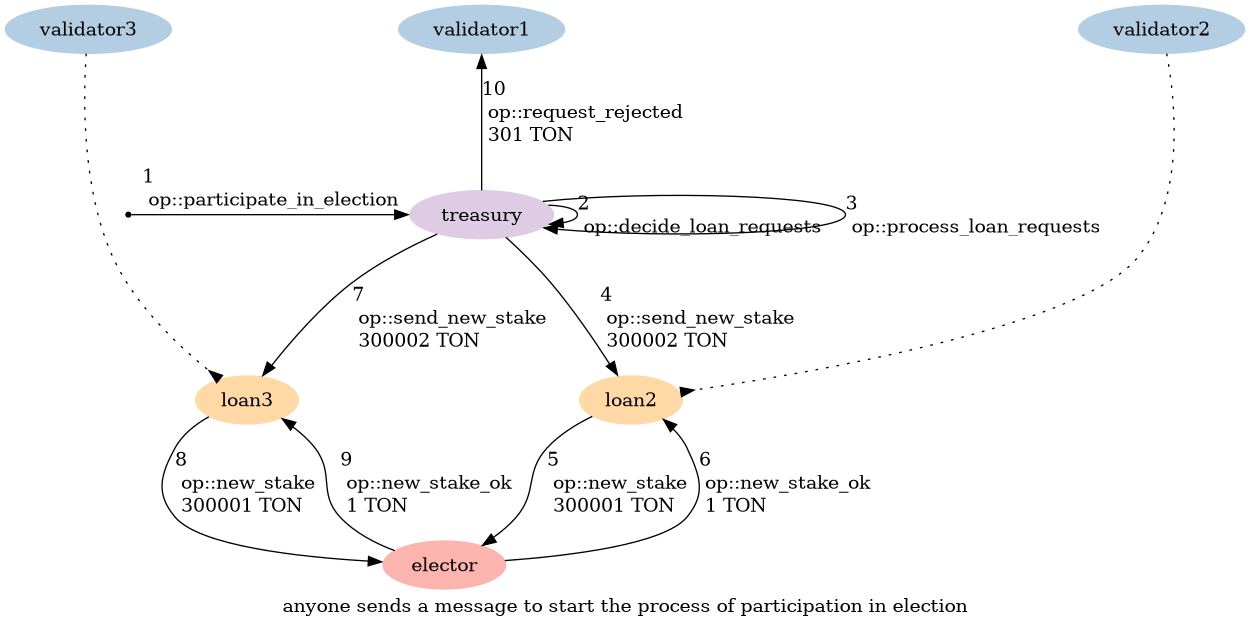 validator3
validator1
validator2
10
op::request_rejected
301 TON
1
op::participate_in_election
treasury
2
op::decide_loan_requests
3
op::process_loan_requests
7
op::send_new_stake
300002 TON
4
op::send_new_stake
300002 TON
loan3
loan2
8
op::new_stake
300001 TON
9
op::new_stake_ok
1 TON
5
op::new_stake
300001 TON
6
op::new_stake_ok
1 TON
elector
anyone sends a message to start the process of participation in election